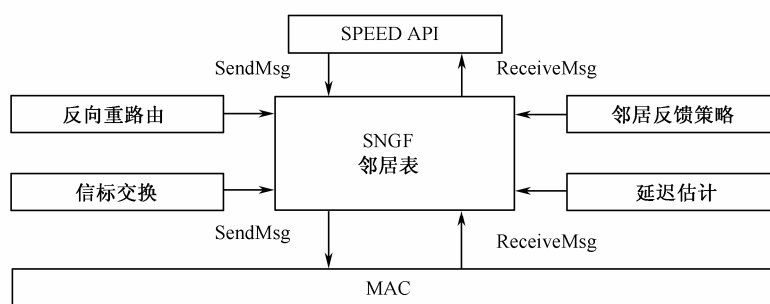 SPEED API
SendMsg
ReceiveMsg
反向重路由
SNGF
邻居表
邻居反馈策略
信标交换
延迟估计
SendMsg
ReceiveMsg
MAC